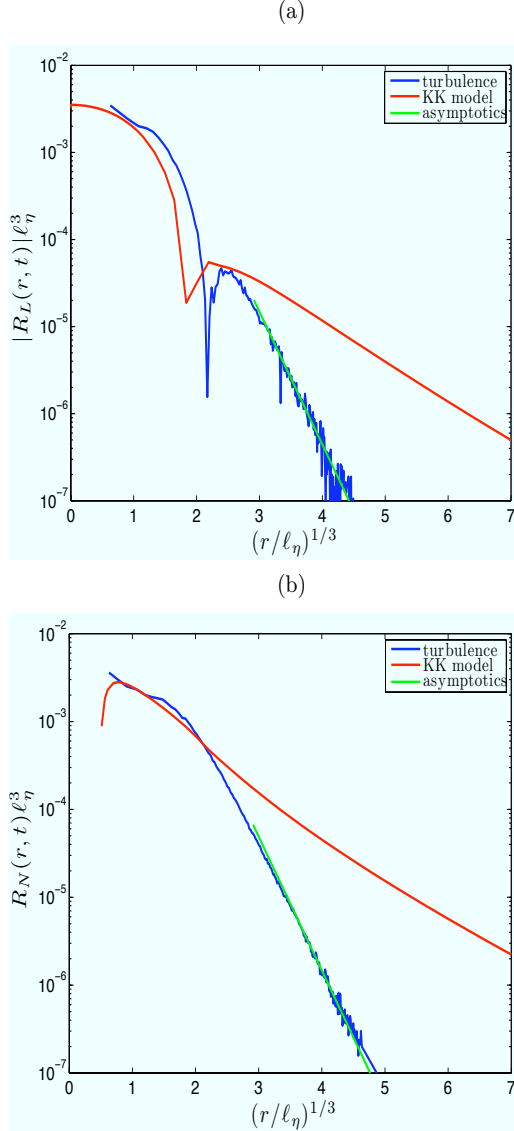 (a)
10⁻²
10⁻³
10⁻⁴
10⁻⁵
10⁻⁶
10⁻⁷
|R_L(r, t)|ℓ_η^3
turbulence
KK model
asymptotics
0 1 2 3 4 5 6 7
(r/ℓ_η)^{1/3}
(b)
10⁻²
10⁻³
10⁻⁴
10⁻⁵
10⁻⁶
10⁻⁷
R_N(r, t)ℓ_η^3
turbulence
KK model
asymptotics
0 1 2 3 4 5 6 7
(r/ℓ_η)^{1/3}